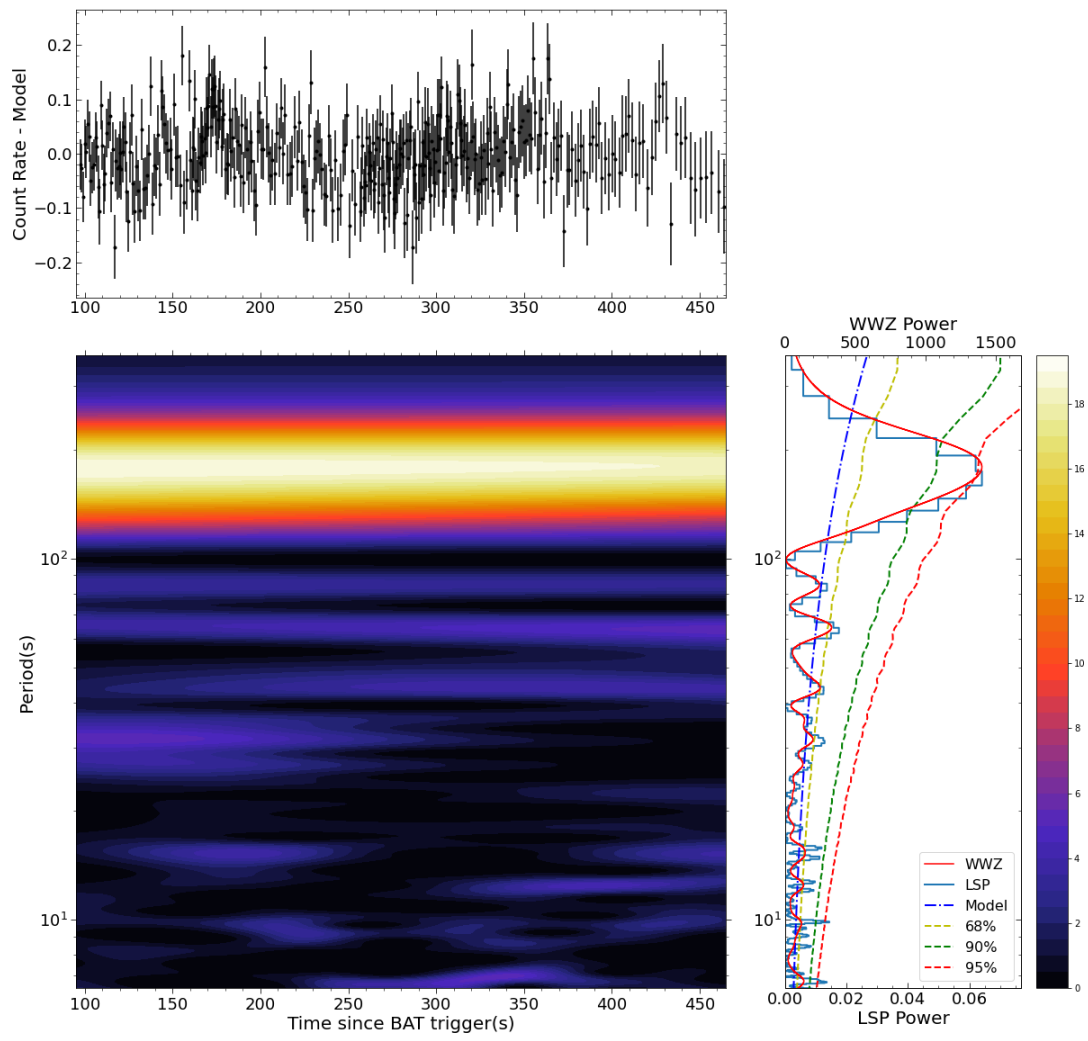 0.2
0.1
0.0
−0.1
−0.2
Count Rate - Model
100 150 200 250 300 350 400 450
WWZ Power
0 500 1000 1500
10²
10¹
Period(s)
100 150 200 250 300 350 400 450
Time since BAT trigger(s)
10²
10¹
WWZ
LSP
Model
68%
90%
95%
0.00 0.02 0.04 0.06
LSP Power
18
16
14
12
10
8
6
4
2
0